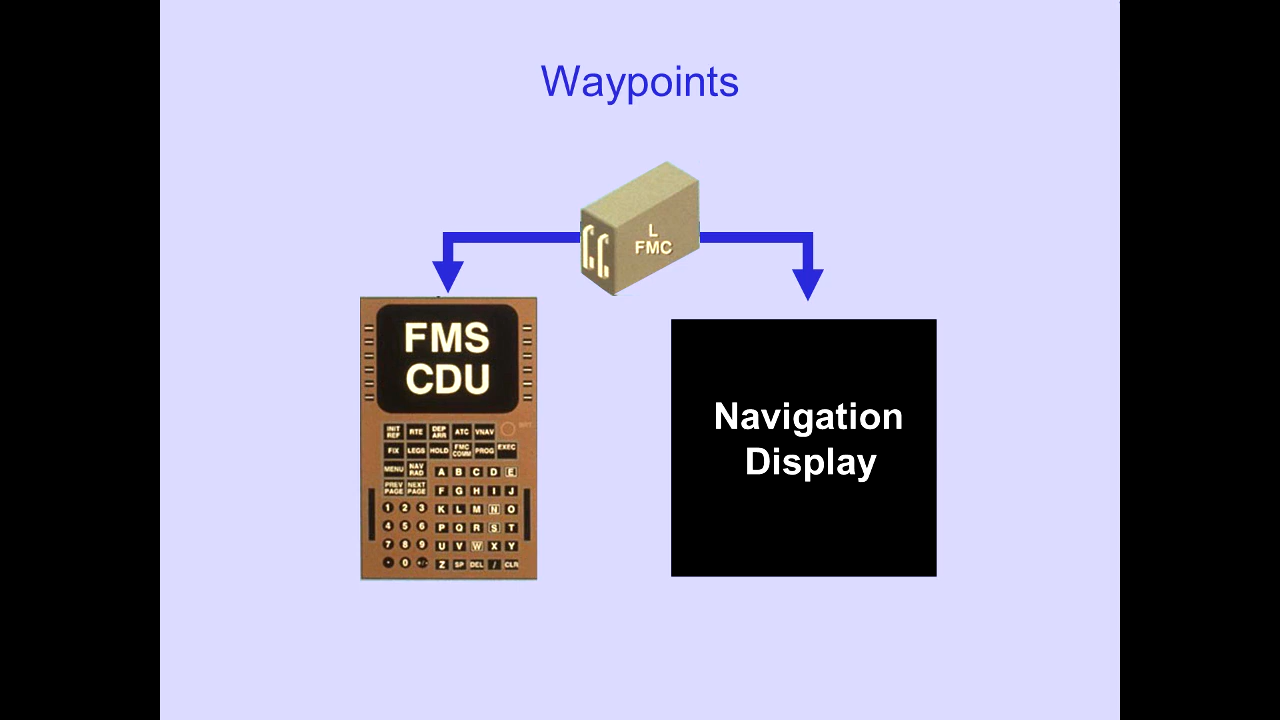 Waypoints
L
FMC
FMS
CDU
Navigation
Display
INIT REF RTE DEP ARR ATC VNAV
FIX LEGS HOLD FMC COMM PROG EXEC
MENU NAV RAD
PREV PAGE NEXT PAGE
A B C D E
F G H I J
1 2 3 K L M N O
4 5 6 P Q R S T
7 8 9 U V W X Y
0 Z SP DEL / CLR